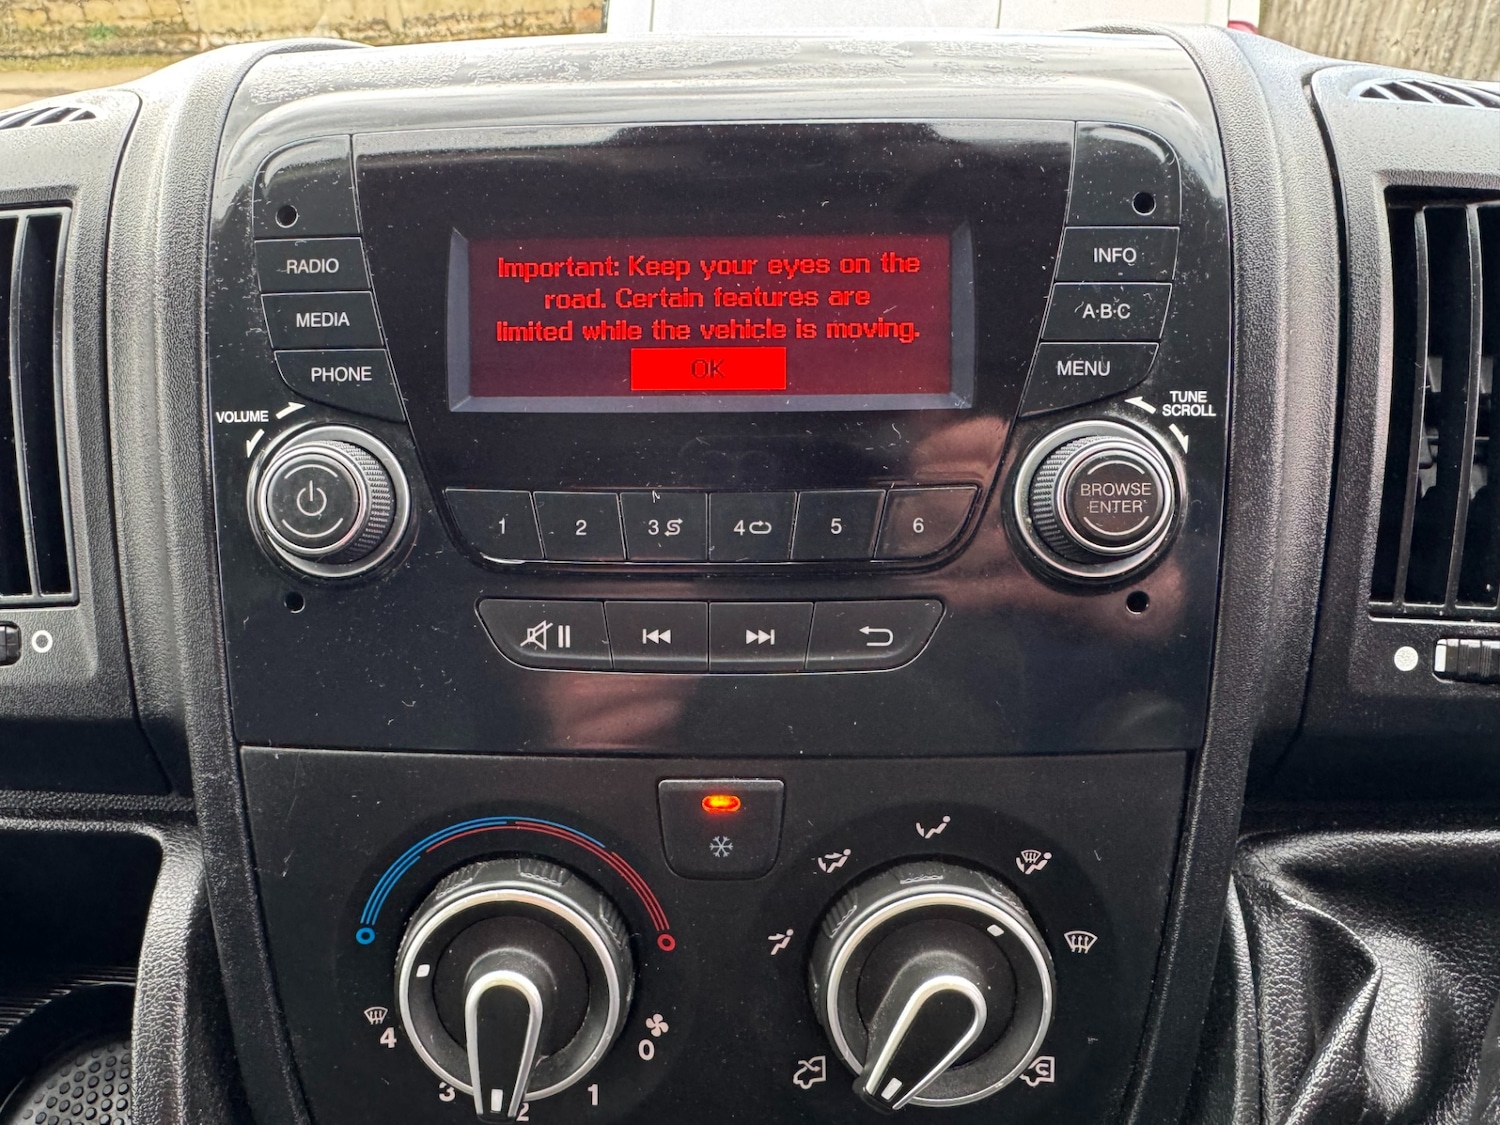 Important: Keep your eyes on the
road. Certain features are
limited while the vehicle is moving.
OK
RADIO
MEDIA
PHONE
VOLUME
INFO
A·B·C
MENU
TUNE
SCROLL
BROWSE
ENTER
1
2
3
4
5
6
4
3
2
1
0